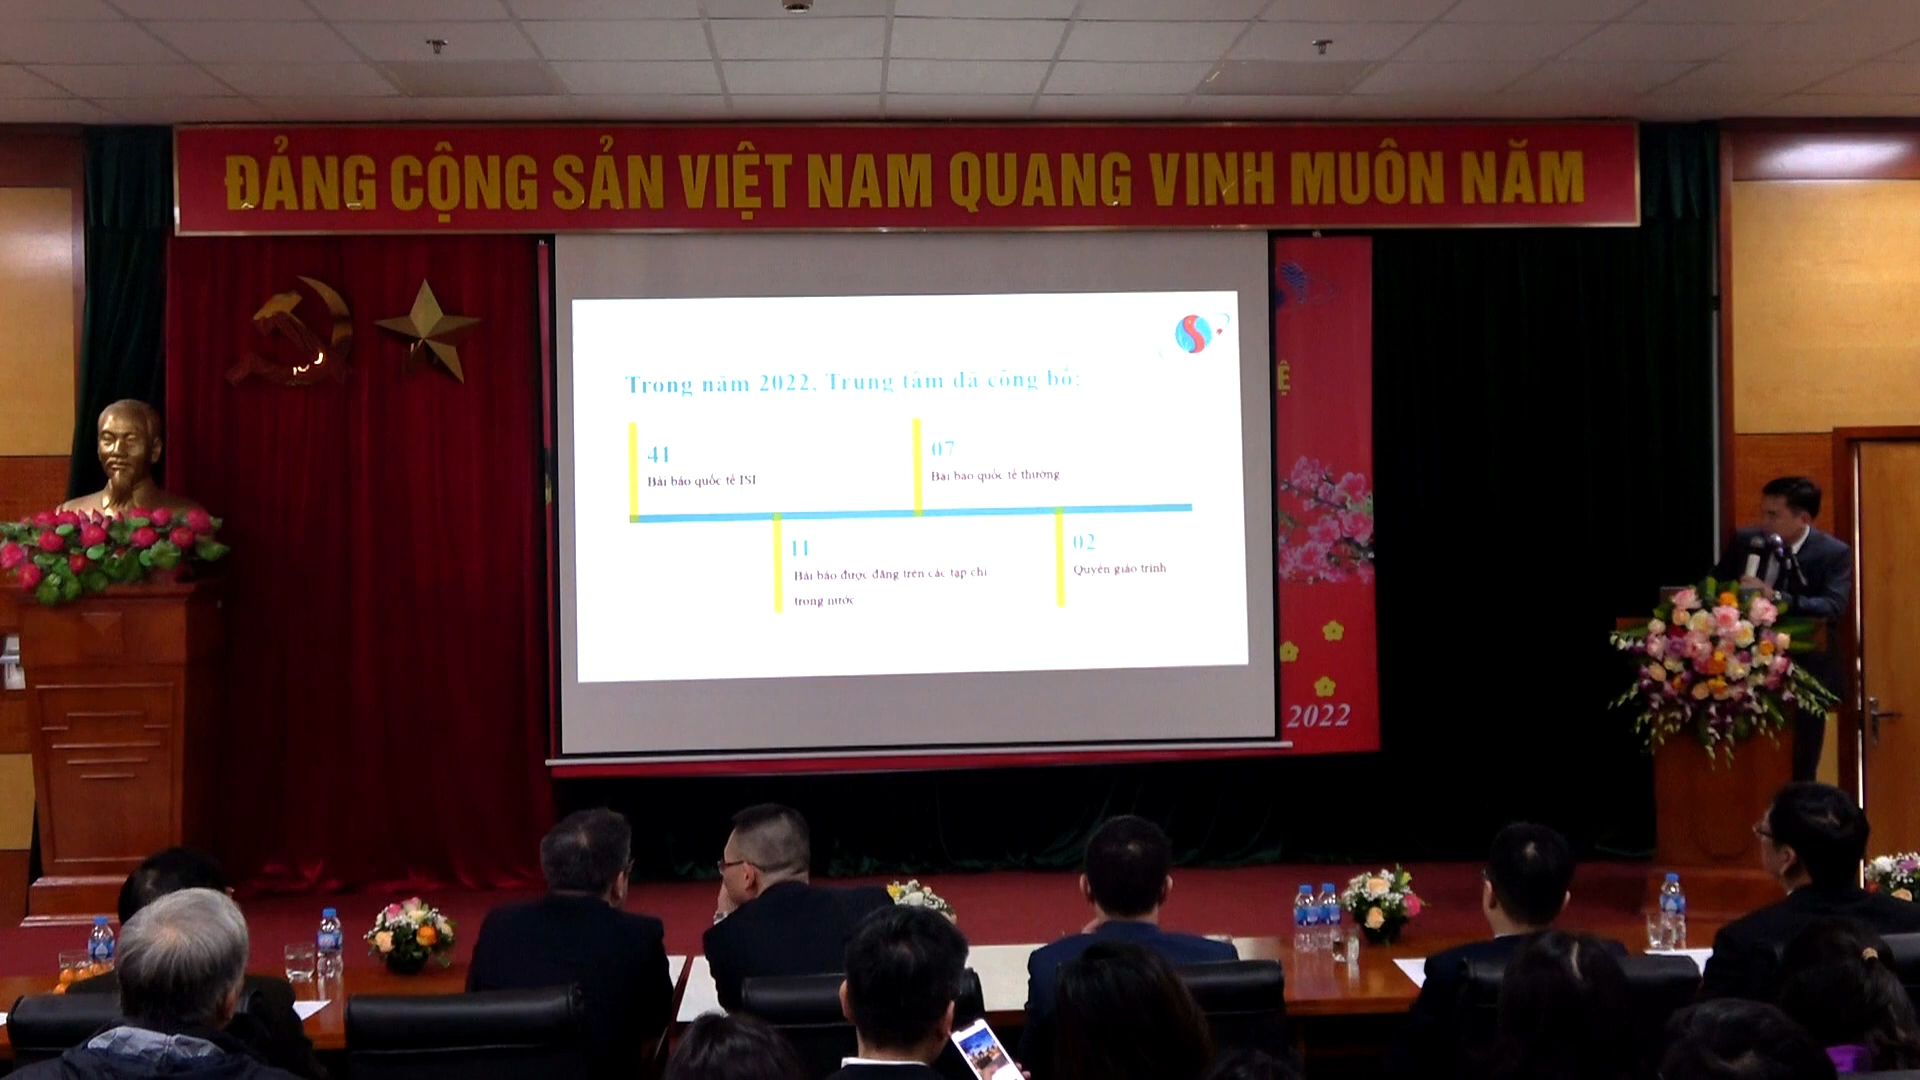 ĐẢNG CỘNG SẢN VIỆT NAM QUANG VINH MUÔN NĂM
Trong năm 2022, Trung tâm đã công bố:
41
Bài báo quốc tế ISI
07
Bài báo quốc tế thường
11
Bài báo được đăng trên các tạp chí
trong nước
02
Quyển giáo trình
Ệ
2022